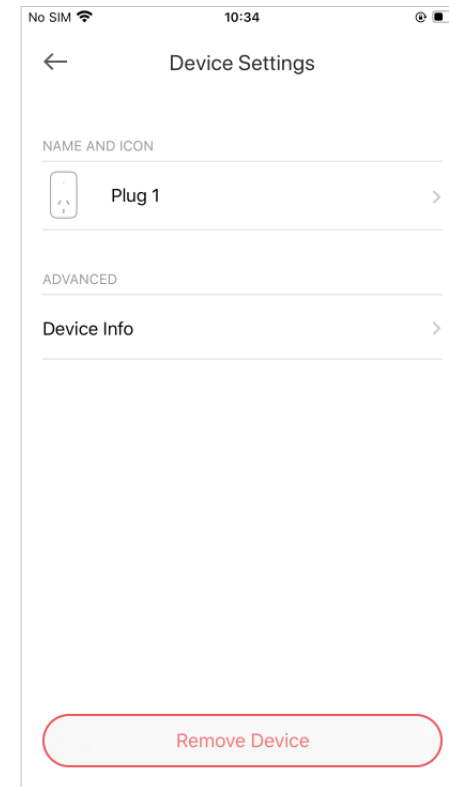 No SIM 10:34
Device Settings
NAME AND ICON
Plug 1
ADVANCED
Device Info
Remove Device